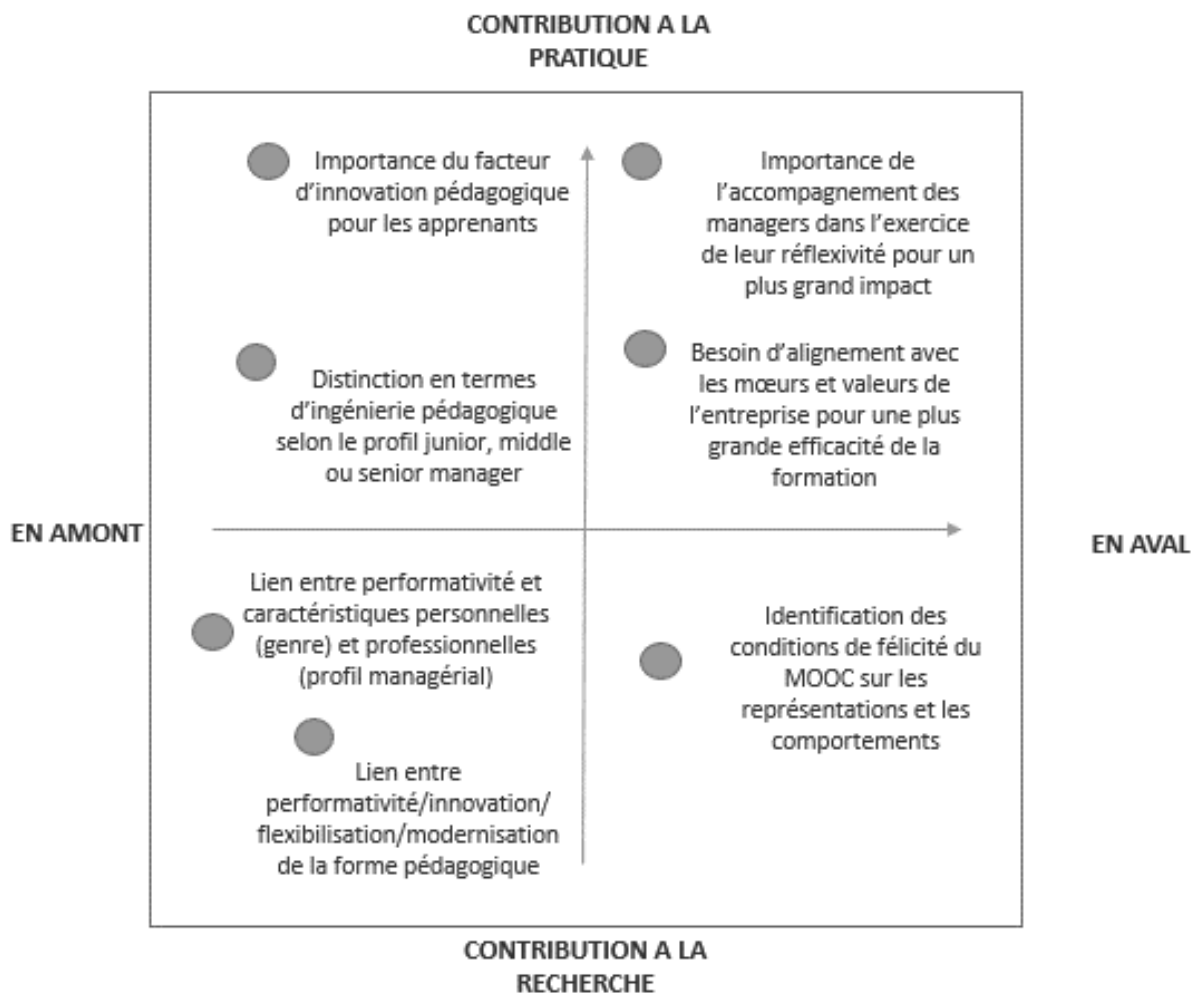 CONTRIBUTION A LA
PRATIQUE
Importance du facteur
d’innovation pédagogique
pour les apprenants
Importance de
l’accompagnement des
managers dans l’exercice
de leur réflexivité pour un
plus grand impact
Distinction en termes
d’ingénierie pédagogique
selon le profil junior, middle
ou senior manager
Besoin d’alignement avec
les mœurs et valeurs de
l’entreprise pour une plus
grande efficacité de la
formation
EN AMONT
EN AVAL
Lien entre performativité et
caractéristiques personnelles
(genre) et professionnelles
(profil managérial)
Identification des
conditions de félicité du
MOOC sur les
représentations et les
comportements
Lien entre
performativité/innovation/
flexibilisation/modernisation
de la forme pédagogique
CONTRIBUTION A LA
RECHERCHE